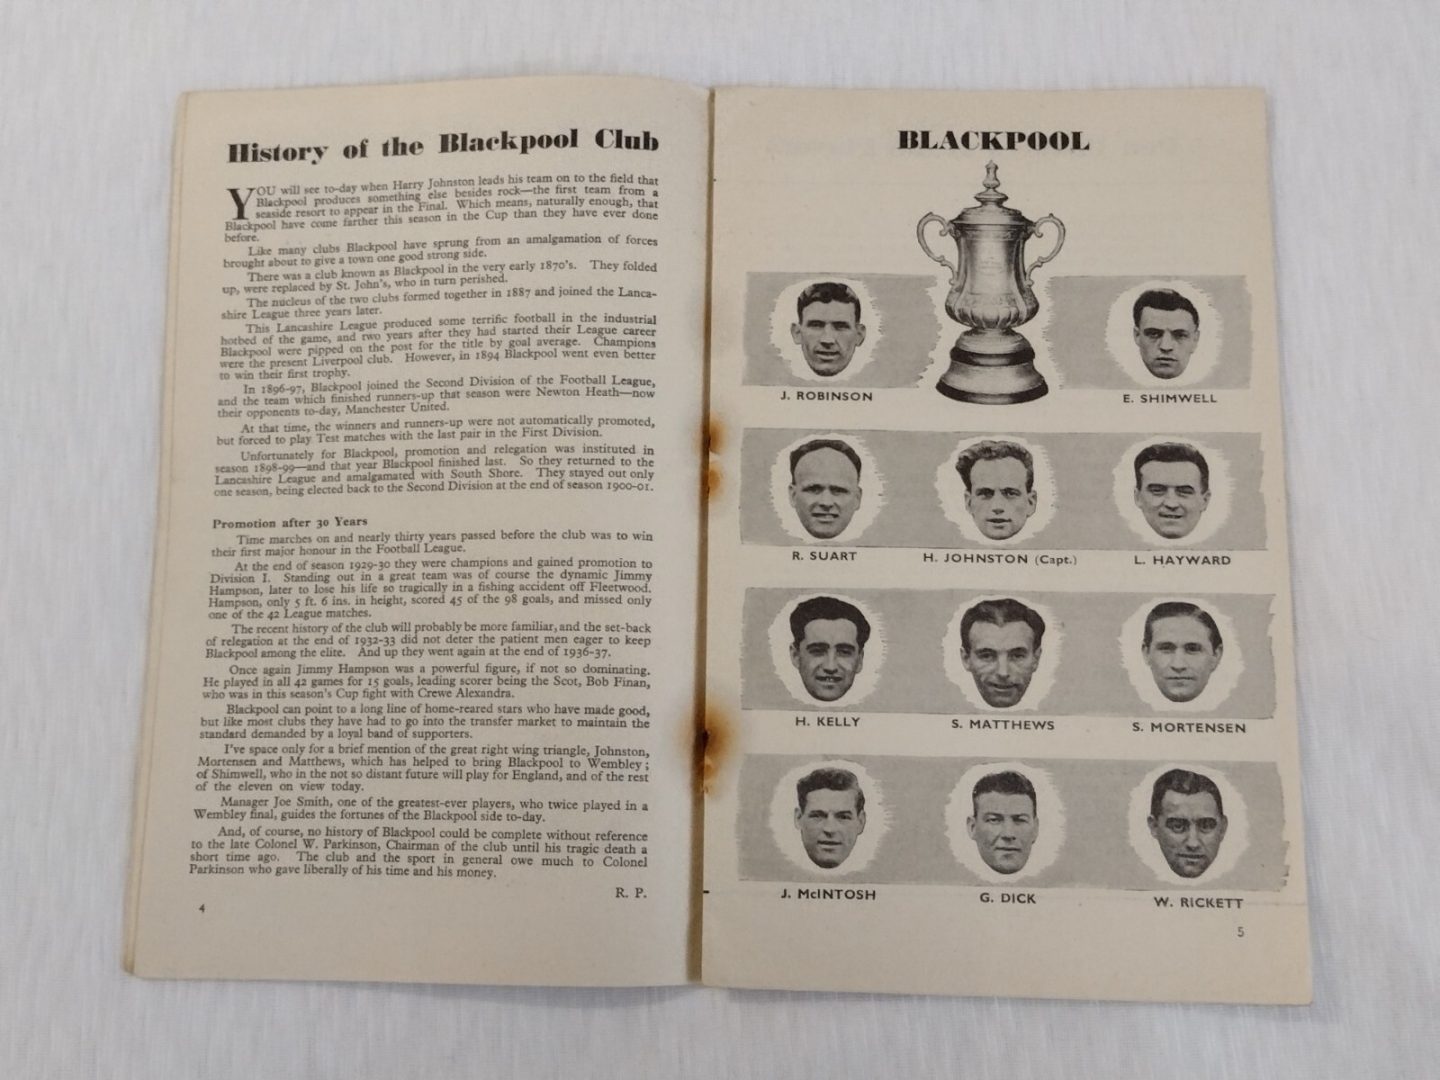 History of the Blackpool Club
YOU will see to-day when Harry Johnston leads his team on to the field that
Blackpool produces something else besides rock—the first team from a
seaside resort to appear in the Final. Which means, naturally enough, that
Blackpool have come farther this season in the Cup than they have ever done
before.
Like many clubs Blackpool have sprung from an amalgamation of forces
brought about to give a town one good strong side.
There was a club known as Blackpool in the very early 1870's. They folded
up, were replaced by St. John's, who in turn perished.
The nucleus of the two clubs formed together in 1887 and joined the Lanca-
shire League three years later.
This Lancashire League produced some terrific football in the industrial
hotbed of the game, and two years after they had started their League career
Blackpool were pipped on the post for the title by goal average. Champions
were the present Liverpool club. However, in 1894 Blackpool went even better
to win their first trophy.
In 1896-97, Blackpool joined the Second Division of the Football League,
and the team which finished runners-up that season were Newton Heath—now
their opponents to-day, Manchester United.
At that time, the winners and runners-up were not automatically promoted,
but forced to play Test matches with the last pair in the First Division.
Unfortunately for Blackpool, promotion and relegation was instituted in
season 1898-99—and that year Blackpool finished last. So they returned to the
Lancashire League and amalgamated with South Shore. They stayed out only
one season, being elected back to the Second Division at the end of season 1900-01.
Promotion after 30 Years
Time marches on and nearly thirty years passed before the club was to win
their first major honour in the Football League.
At the end of season 1929-30 they were champions and gained promotion to
Division I. Standing out in a great team was of course the dynamic Jimmy
Hampson, later to lose his life so tragically in a fishing accident off Fleetwood.
Hampson, only 5 ft. 6 ins. in height, scored 45 of the 98 goals, and missed only
one of the 42 League matches.
The recent history of the club will probably be more familiar, and the set-back
of relegation at the end of 1932-33 did not deter the patient men eager to keep
Blackpool among the elite. And up they went again at the end of 1936-37.
Once again Jimmy Hampson was a powerful figure, if not so dominating.
He played in all 42 games for 15 goals, leading scorer being the Scot, Bob Finan,
who was in this season's Cup fight with Crewe Alexandra.
Blackpool can point to a long line of home-reared stars who have made good,
but like most clubs they have had to go into the transfer market to maintain the
standard demanded by a loyal band of supporters.
I've space only for a brief mention of the great right wing triangle, Johnston,
Mortensen and Matthews, which has helped to bring Blackpool to Wembley;
of Shimwell, who in the not so distant future will play for England, and of the rest
of the eleven on view today.
Manager Joe Smith, one of the greatest-ever players, who twice played in a
Wembley final, guides the fortunes of the Blackpool side to-day.
And, of course, no history of Blackpool could be complete without reference
to the late Colonel W. Parkinson, Chairman of the club until his tragic death a
short time ago. The club and the sport in general owe much to Colonel
Parkinson who gave liberally of his time and his money.
R. P.
4
BLACKPOOL
J. ROBINSON
E. SHIMWELL
R. SUART
H. JOHNSTON (Capt.)
L. HAYWARD
H. KELLY
S. MATTHEWS
S. MORTENSEN
J. McINTOSH
G. DICK
W. RICKETT
5